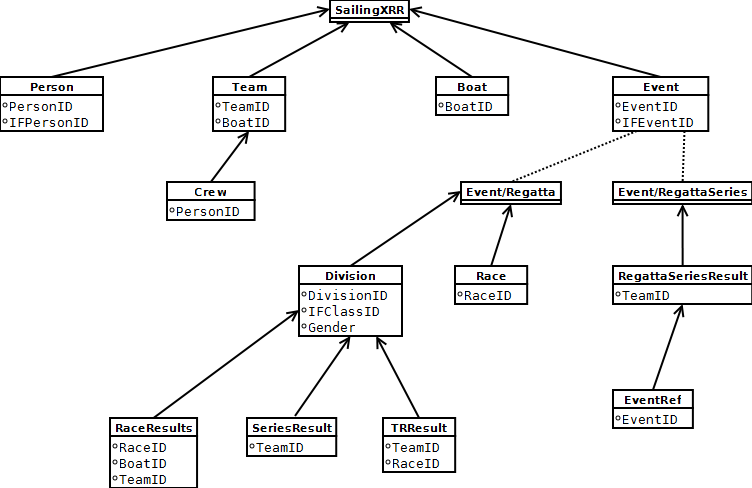 SailingXRR
Person
PersonID
IFPersonID
Team
TeamID
BoatID
Boat
BoatID
Event
EventID
IFEventID
Crew
PersonID
Event/Regatta
Event/RegattaSeries
Division
DivisionID
IFClassID
Gender
Race
RaceID
RegattaSeriesResult
TeamID
EventRef
EventID
RaceResults
RaceID
BoatID
TeamID
SeriesResult
TeamID
TRResult
TeamID
RaceID